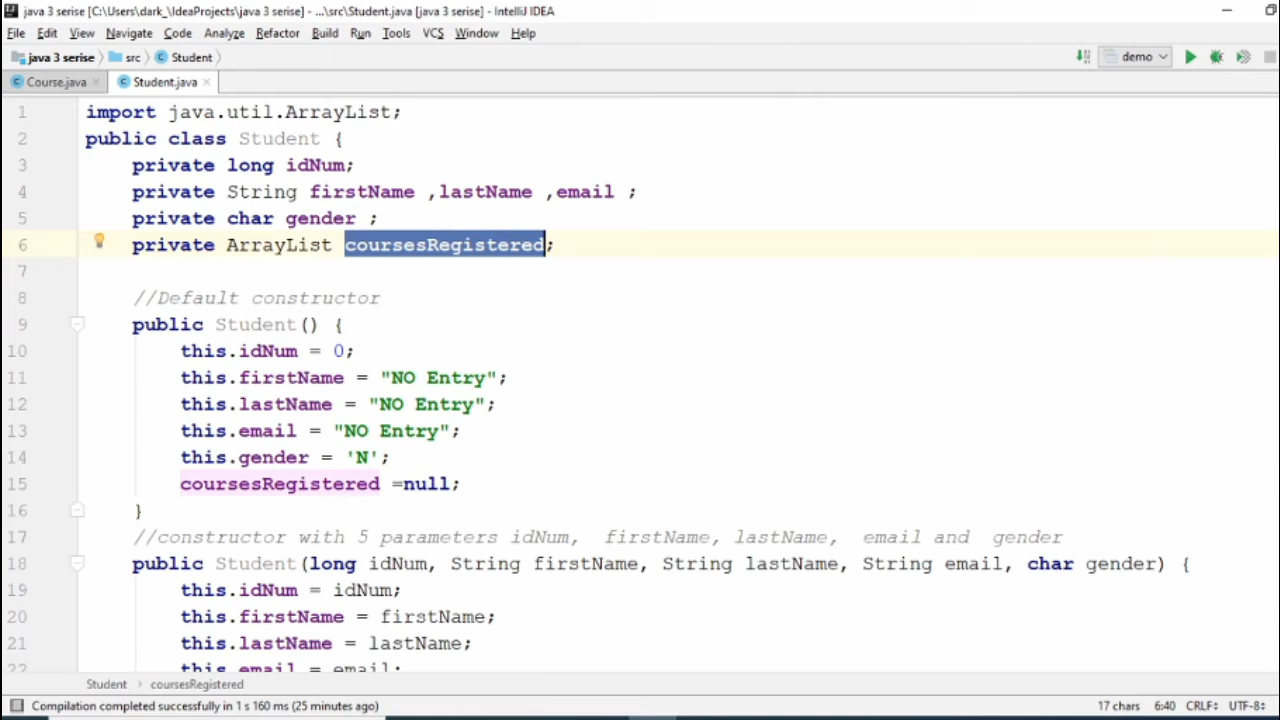 java 3 serise [C:\Users\dark_\IdeaProjects\java 3 serise] - ...\src\Student.java [java 3 serise] - IntelliJ IDEA
File Edit View Navigate Code Analyze Refactor Build Run Tools VCS Window Help
java 3 serise src Student demo
Course.java Student.java
1 import java.util.ArrayList;
2 public class Student {
3 private long idNum;
4 private String firstName ,lastName ,email ;
5 private char gender ;
6 private ArrayList coursesRegistered;
7
8 //Default constructor
9 public Student() {
10 this.idNum = 0;
11 this.firstName = "NO Entry";
12 this.lastName = "NO Entry";
13 this.email = "NO Entry";
14 this.gender = 'N';
15 coursesRegistered =null;
16 }
17 //constructor with 5 parameters idNum, firstName, lastName, email and gender
18 public Student(long idNum, String firstName, String lastName, String email, char gender) {
19 this.idNum = idNum;
20 this.firstName = firstName;
21 this.lastName = lastName;
22 this.email = email;
Student coursesRegistered
Compilation completed successfully in 1 s 160 ms (25 minutes ago) 17 chars 6:40 CRLF UTF-8